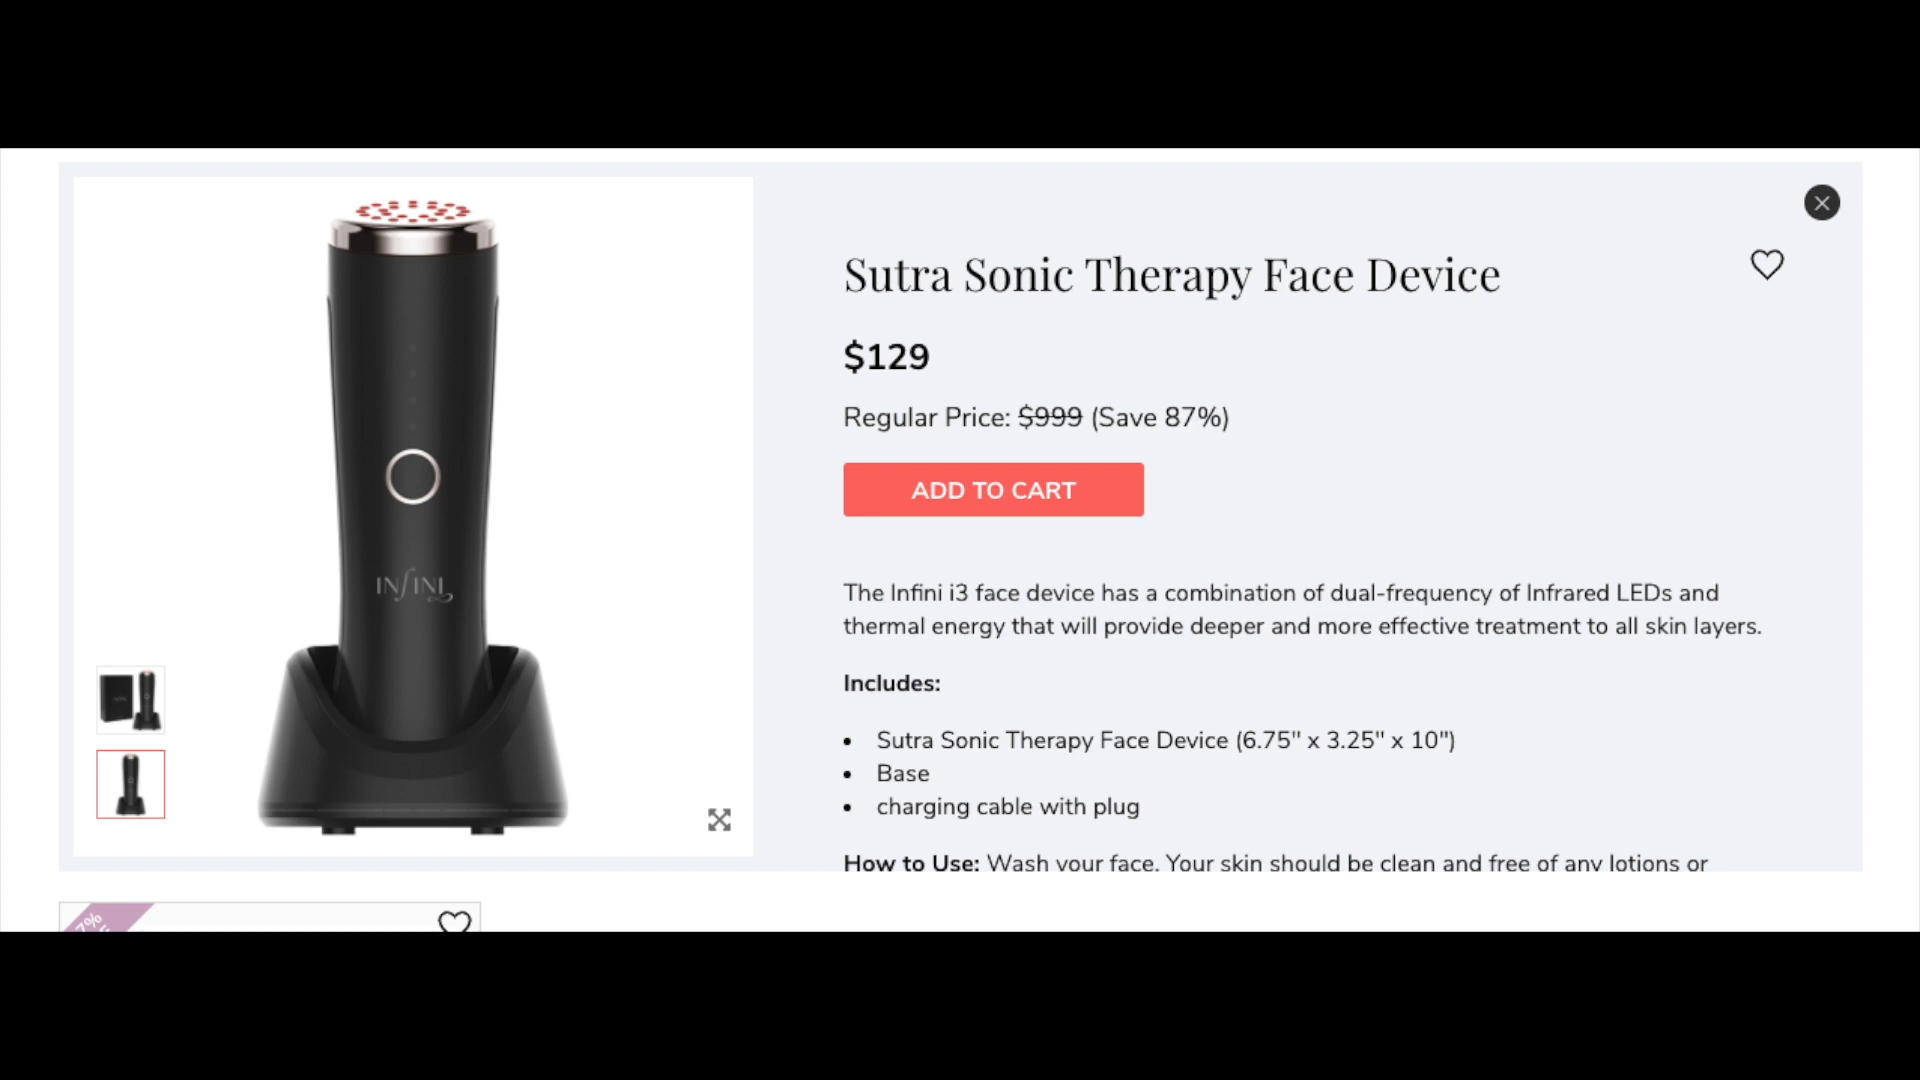 Sutra Sonic Therapy Face Device
$129
Regular Price: $999 (Save 87%)
ADD TO CART
The Infini i3 face device has a combination of dual-frequency of Infrared LEDs and
thermal energy that will provide deeper and more effective treatment to all skin layers.
Includes:
• Sutra Sonic Therapy Face Device (6.75" x 3.25" x 10")
• Base
• charging cable with plug
How to Use: Wash your face. Your skin should be clean and free of any lotions or
INFINI
7%